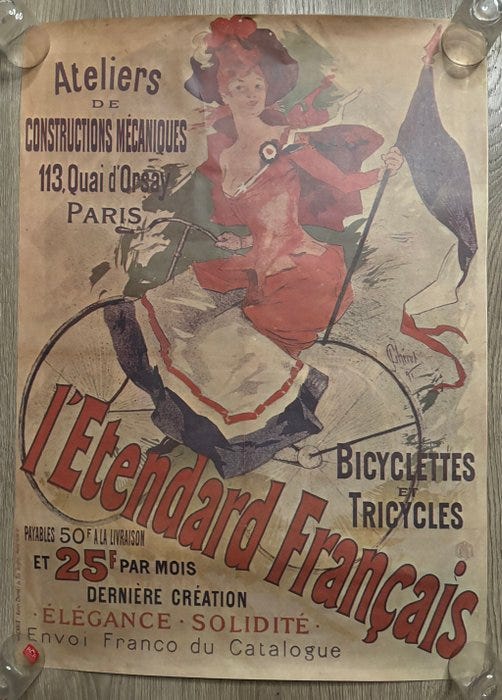 Ateliers
DE
CONSTRUCTIONS MÉCANIQUES
113, Quai d'Orsay
PARIS
Chéret
l'Etendard Français
BICYCLETTES
ET
TRICYCLES
PAYABLES 50F A LA LIVRAISON
ET 25F PAR MOIS
DERNIÈRE CRÉATION
·ÉLÉGANCE · SOLIDITÉ·
Envoi Franco du Catalogue